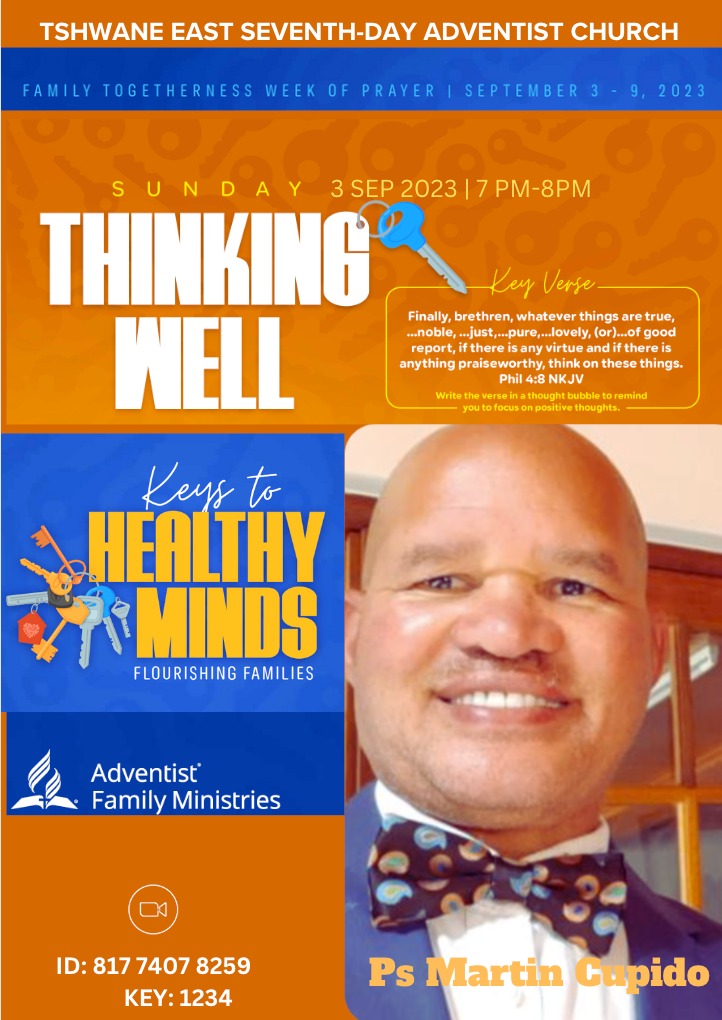 TSHWANE EAST SEVENTH-DAY ADVENTIST CHURCH
FAMILY TOGETHERNESS WEEK OF PRAYER | SEPTEMBER 3 - 9, 2023
SUNDAY 3 SEP 2023 | 7 PM-8PM
THINKING
WELL
Key Verse
Finally, brethren, whatever things are true,
...noble, ...just,...pure,...lovely, (or)...of good
report, if there is any virtue and if there is
anything praiseworthy, think on these things.
Phil 4:8 NKJV
Write the verse in a thought bubble to remind
you to focus on positive thoughts.
Keys to
HEALTHY
MINDS
FLOURISHING FAMILIES
Adventist®
Family Ministries
ID: 817 7407 8259
KEY: 1234
Ps Martin Cupido